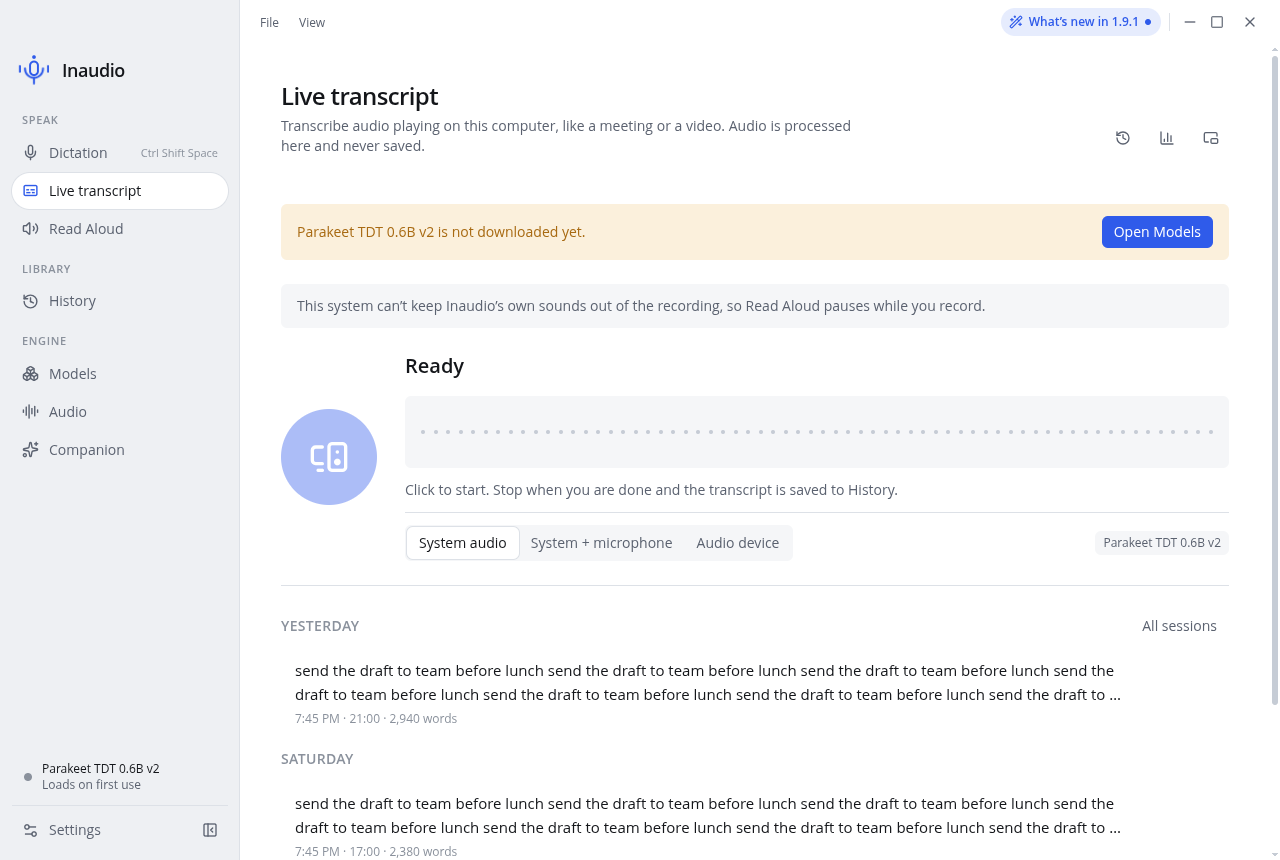 File View What's new in 1.9.1
Inaudio
SPEAK
Dictation Ctrl Shift Space
Live transcript
Read Aloud
LIBRARY
History
ENGINE
Models
Audio
Companion
Parakeet TDT 0.6B v2
Loads on first use
Settings
Live transcript
Transcribe audio playing on this computer, like a meeting or a video. Audio is processed
here and never saved.
Parakeet TDT 0.6B v2 is not downloaded yet. Open Models
This system can't keep Inaudio's own sounds out of the recording, so Read Aloud pauses while you record.
Ready
Click to start. Stop when you are done and the transcript is saved to History.
System audio System + microphone Audio device Parakeet TDT 0.6B v2
YESTERDAY All sessions
send the draft to team before lunch send the draft to team before lunch send the draft to team before lunch send the
draft to team before lunch send the draft to team before lunch send the draft to team before lunch send the draft to ...
7:45 PM · 21:00 · 2,940 words
SATURDAY
send the draft to team before lunch send the draft to team before lunch send the draft to team before lunch send the
draft to team before lunch send the draft to team before lunch send the draft to team before lunch send the draft to ...
7:45 PM · 17:00 · 2,380 words